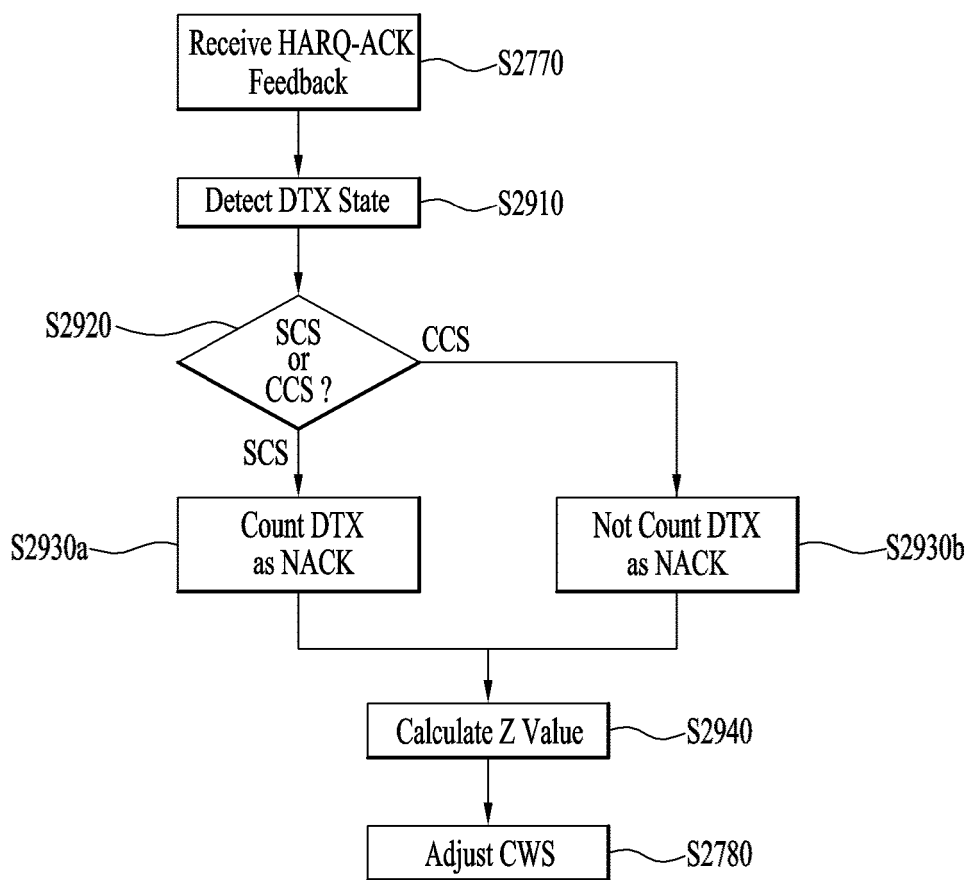 Receive HARQ-ACK
Feedback
S2770
Detect DTX State
S2910
S2920
SCS
or
CCS ?
CCS
SCS
S2930a
Count DTX
as NACK
Not Count DTX
as NACK
S2930b
Calculate Z Value
S2940
Adjust CWS
S2780